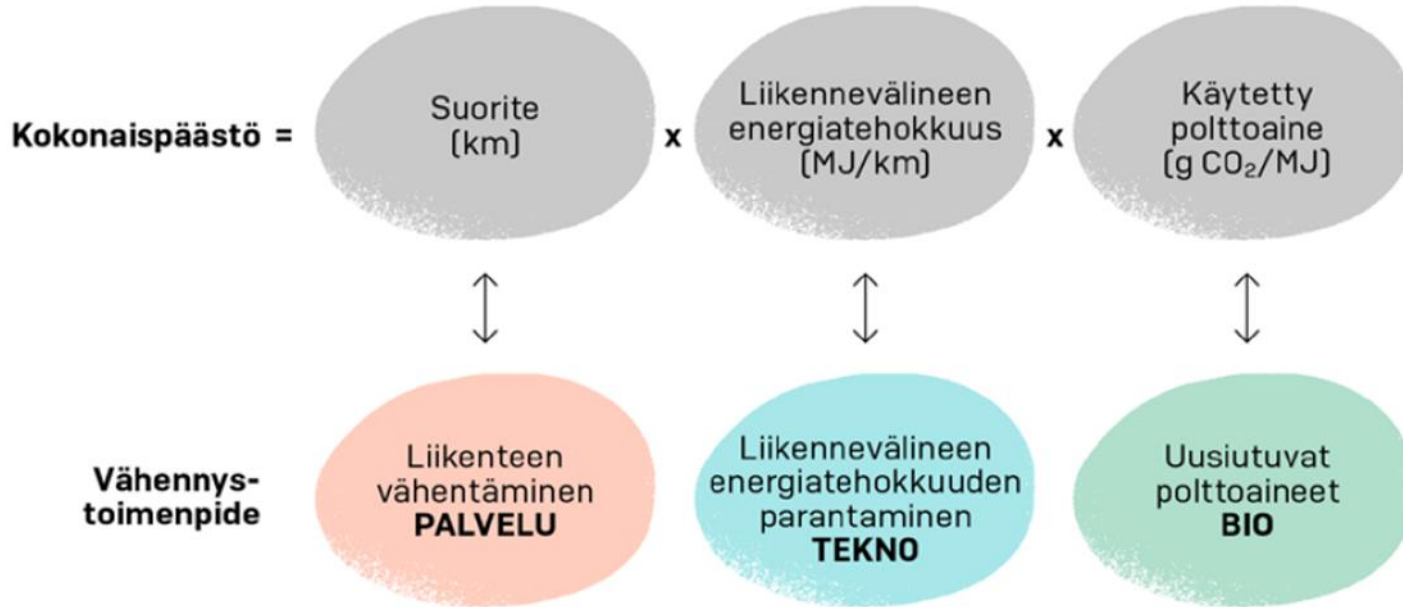 Kokonaispäästö =
Suorite
(km)
x
Liikennevälineen
energiatehokkuus
(MJ/km)
x
Käytetty
polttoaine
(g CO₂/MJ)
Vähennys-
toimenpide
Liikenteen
vähentäminen
PALVELU
Liikennevälineen
energiatehokkuuden
parantaminen
TEKNO
Uusiutuvat
polttoaineet
BIO